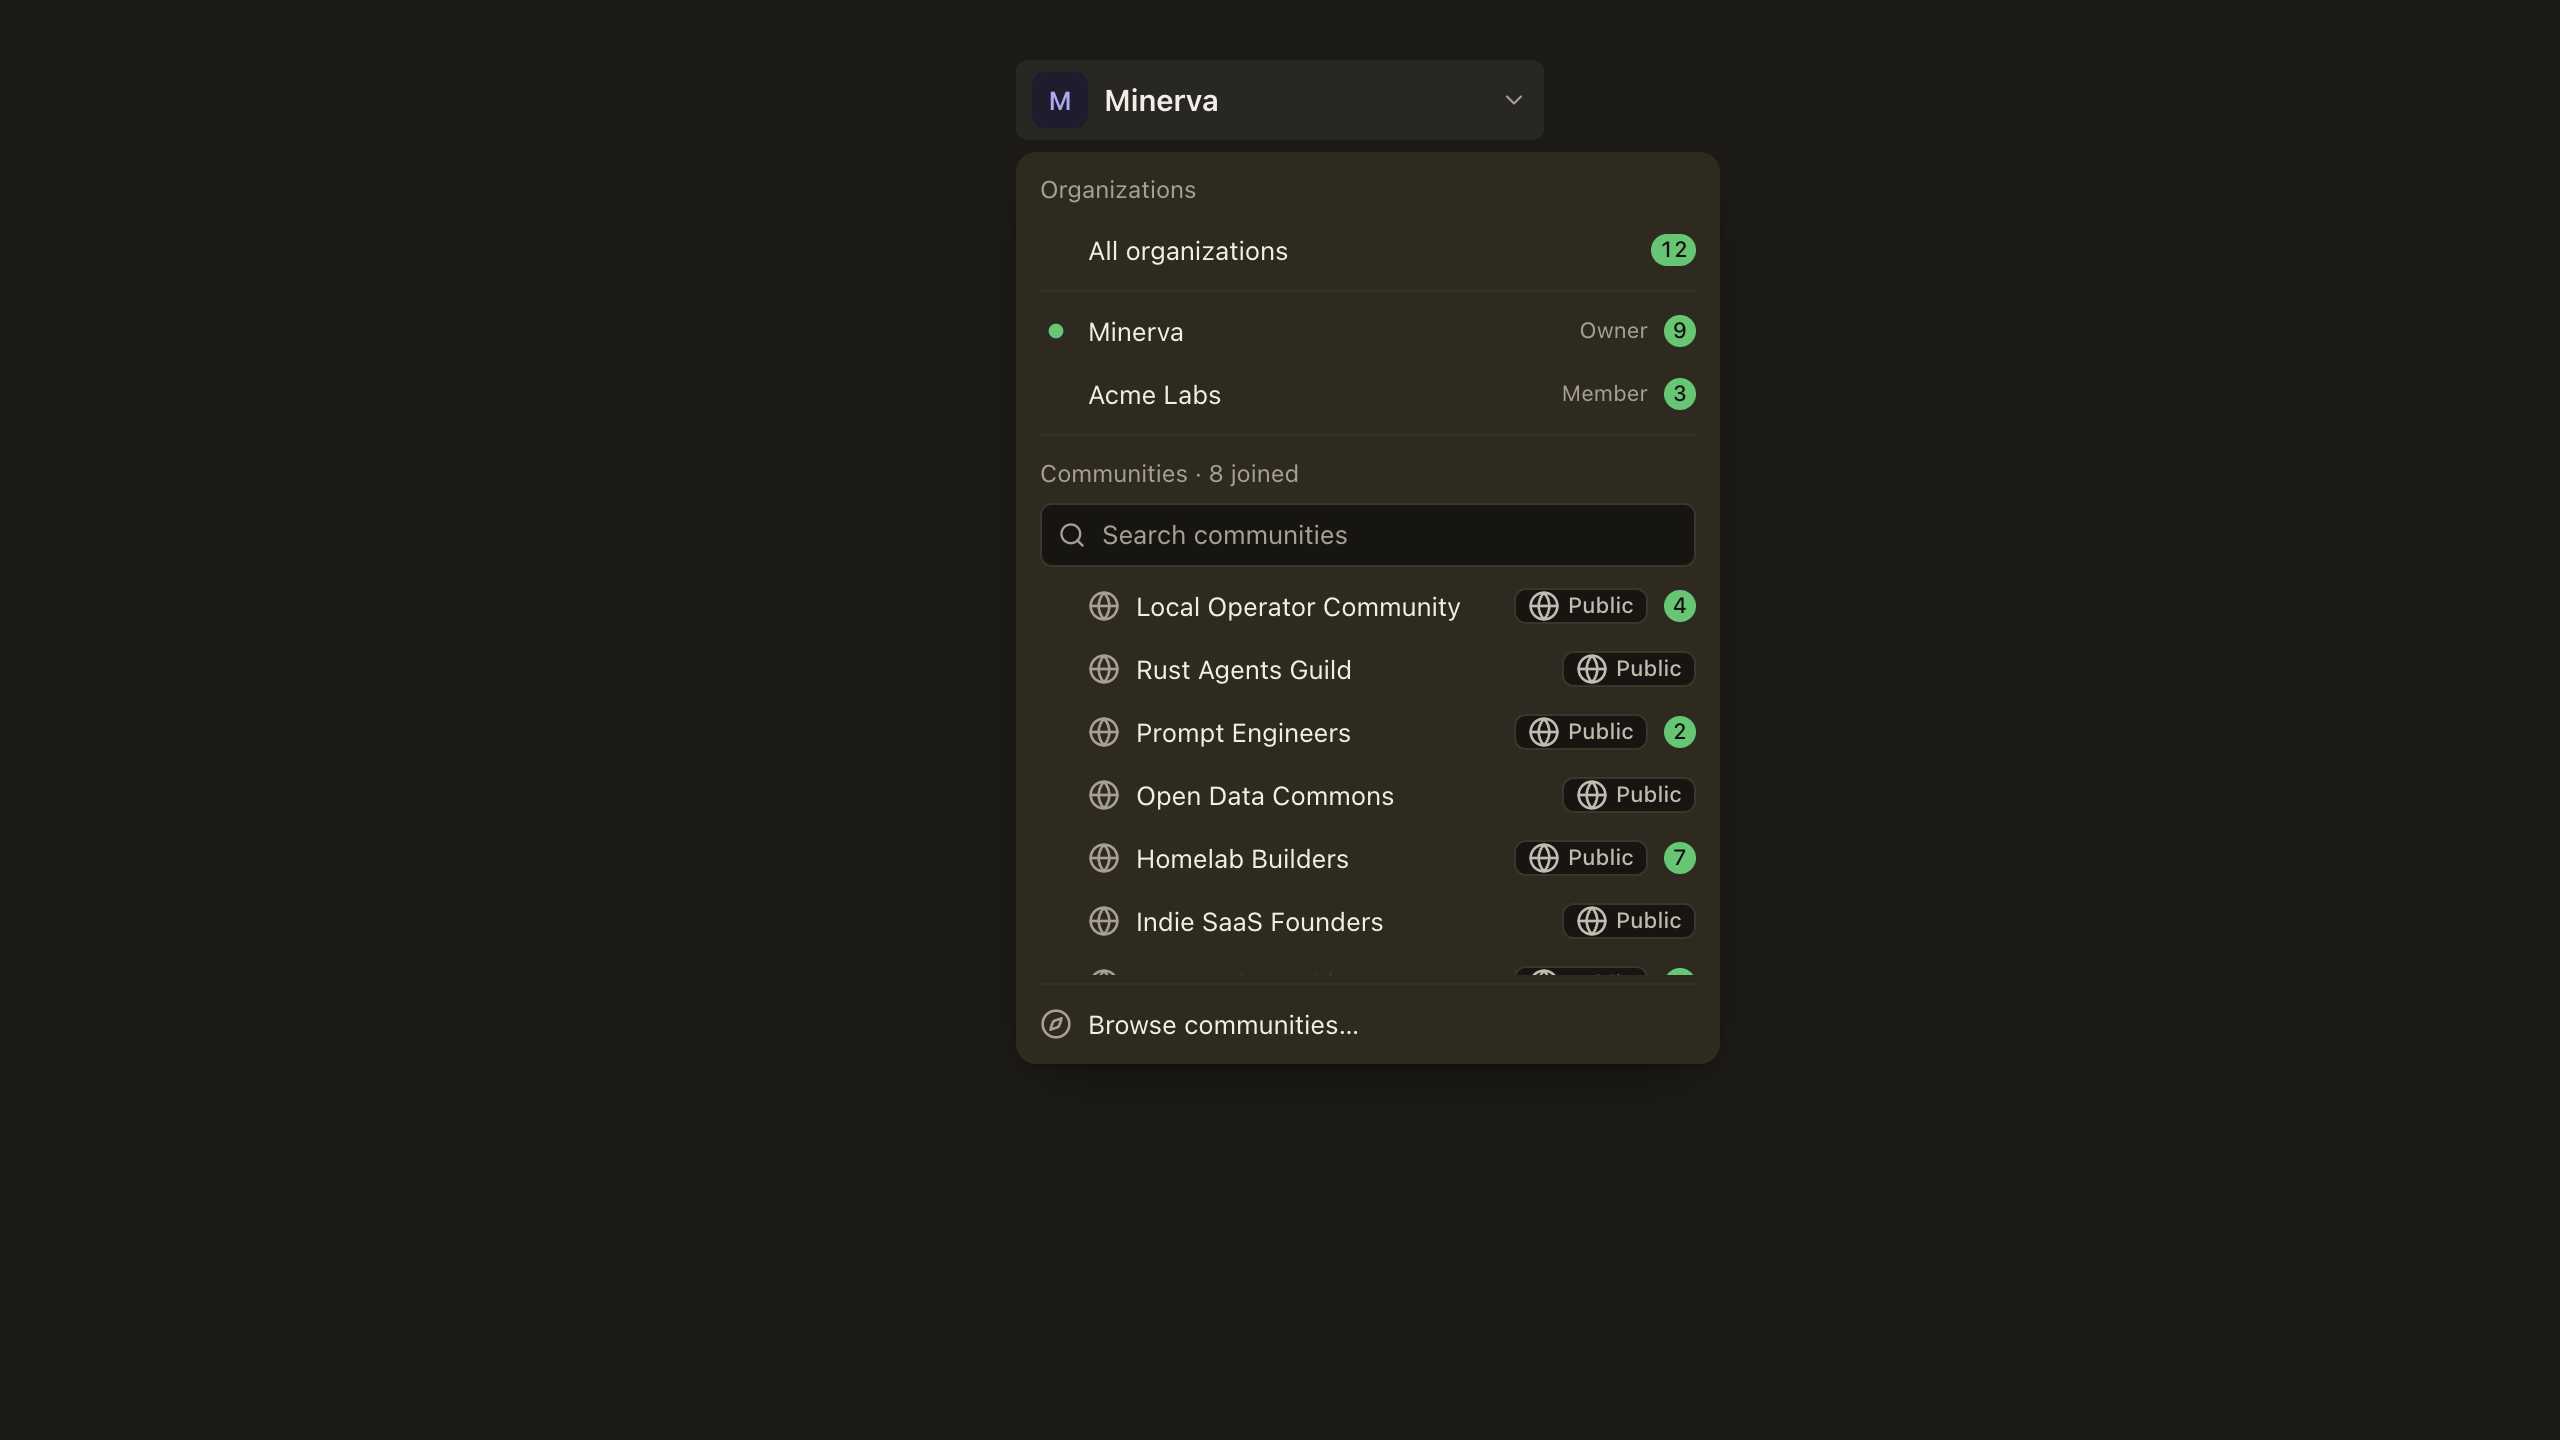 M Minerva
Organizations
All organizations 12
Minerva Owner 9
Acme Labs Member 3
Communities · 8 joined
Search communities
Local Operator Community Public 4
Rust Agents Guild Public
Prompt Engineers Public 2
Open Data Commons Public
Homelab Builders Public 7
Indie SaaS Founders Public
Browse communities...